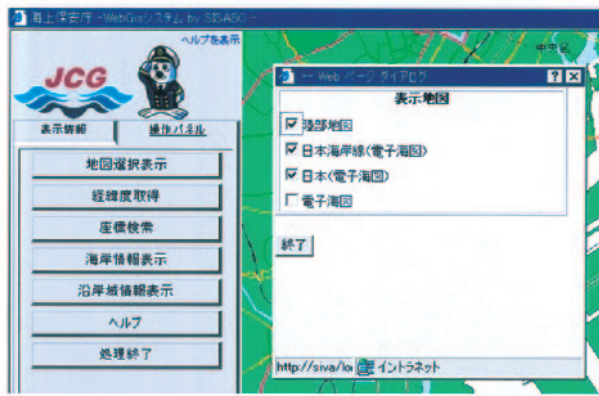 海上保安庁 -WebGisシステム by SISASC -
ヘルプを表示
JCG
表示情報
操作パネル
地図選択表示
経緯度取得
座標検索
海岸情報表示
沿岸域情報表示
ヘルプ
処理終了
中央区
-- Web ページ ダイアログ
表示地図
陸部地図
日本海岸線(電子海図)
日本(電子海図)
電子海図
終了
http://siva/loc
イントラネット